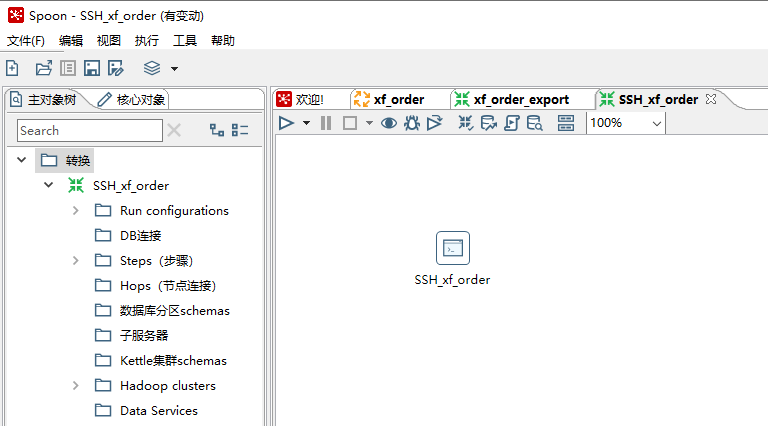 Spoon - SSH_xf_order (有变动)
文件(F) 编辑 视图 执行 工具 帮助
主对象树 核心对象
欢迎! xf_order xf_order_export SSH_xf_order
Search
100%
转换
SSH_xf_order
Run configurations
DB连接
Steps（步骤）
Hops（节点连接）
数据库分区schemas
子服务器
Kettle集群schemas
Hadoop clusters
Data Services
SSH_xf_order